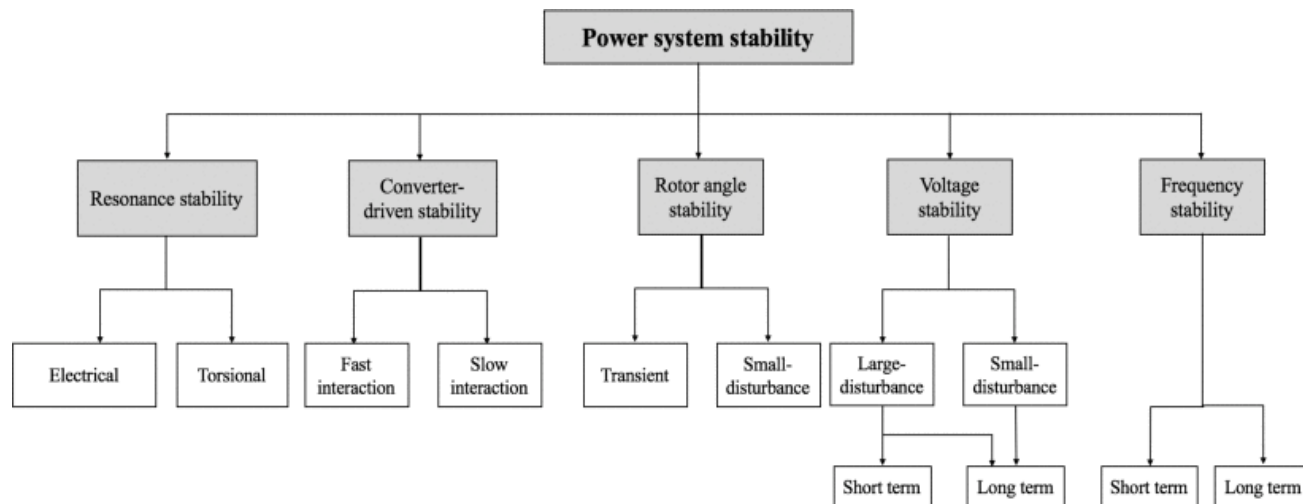 Power system stability
Resonance stability
Converter-
driven stability
Rotor angle
stability
Voltage
stability
Frequency
stability
Electrical
Torsional
Fast
interaction
Slow
interaction
Transient
Small-
disturbance
Large-
disturbance
Small-
disturbance
Short term
Long term
Short term
Long term